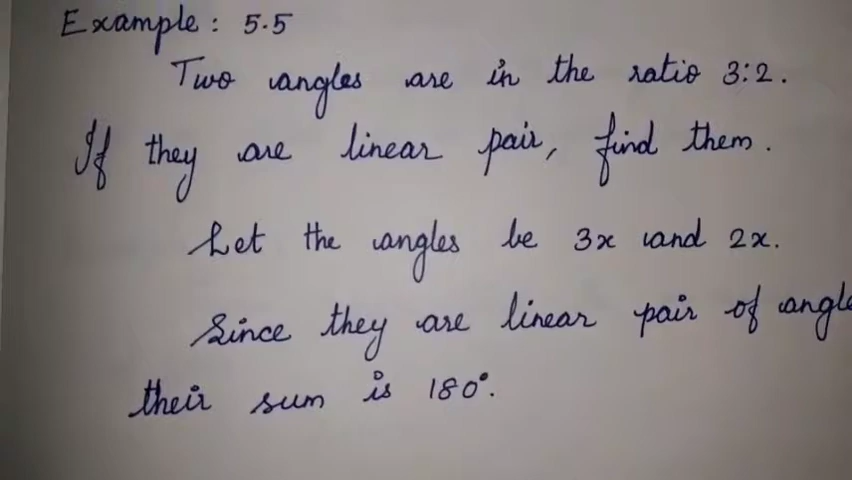 Example: 5.5
Two angles are in the ratio 3:2.
If they are linear pair, find them.
Let the angles be 3x and 2x.
Since they are linear pair of angle
their sum is 180°.